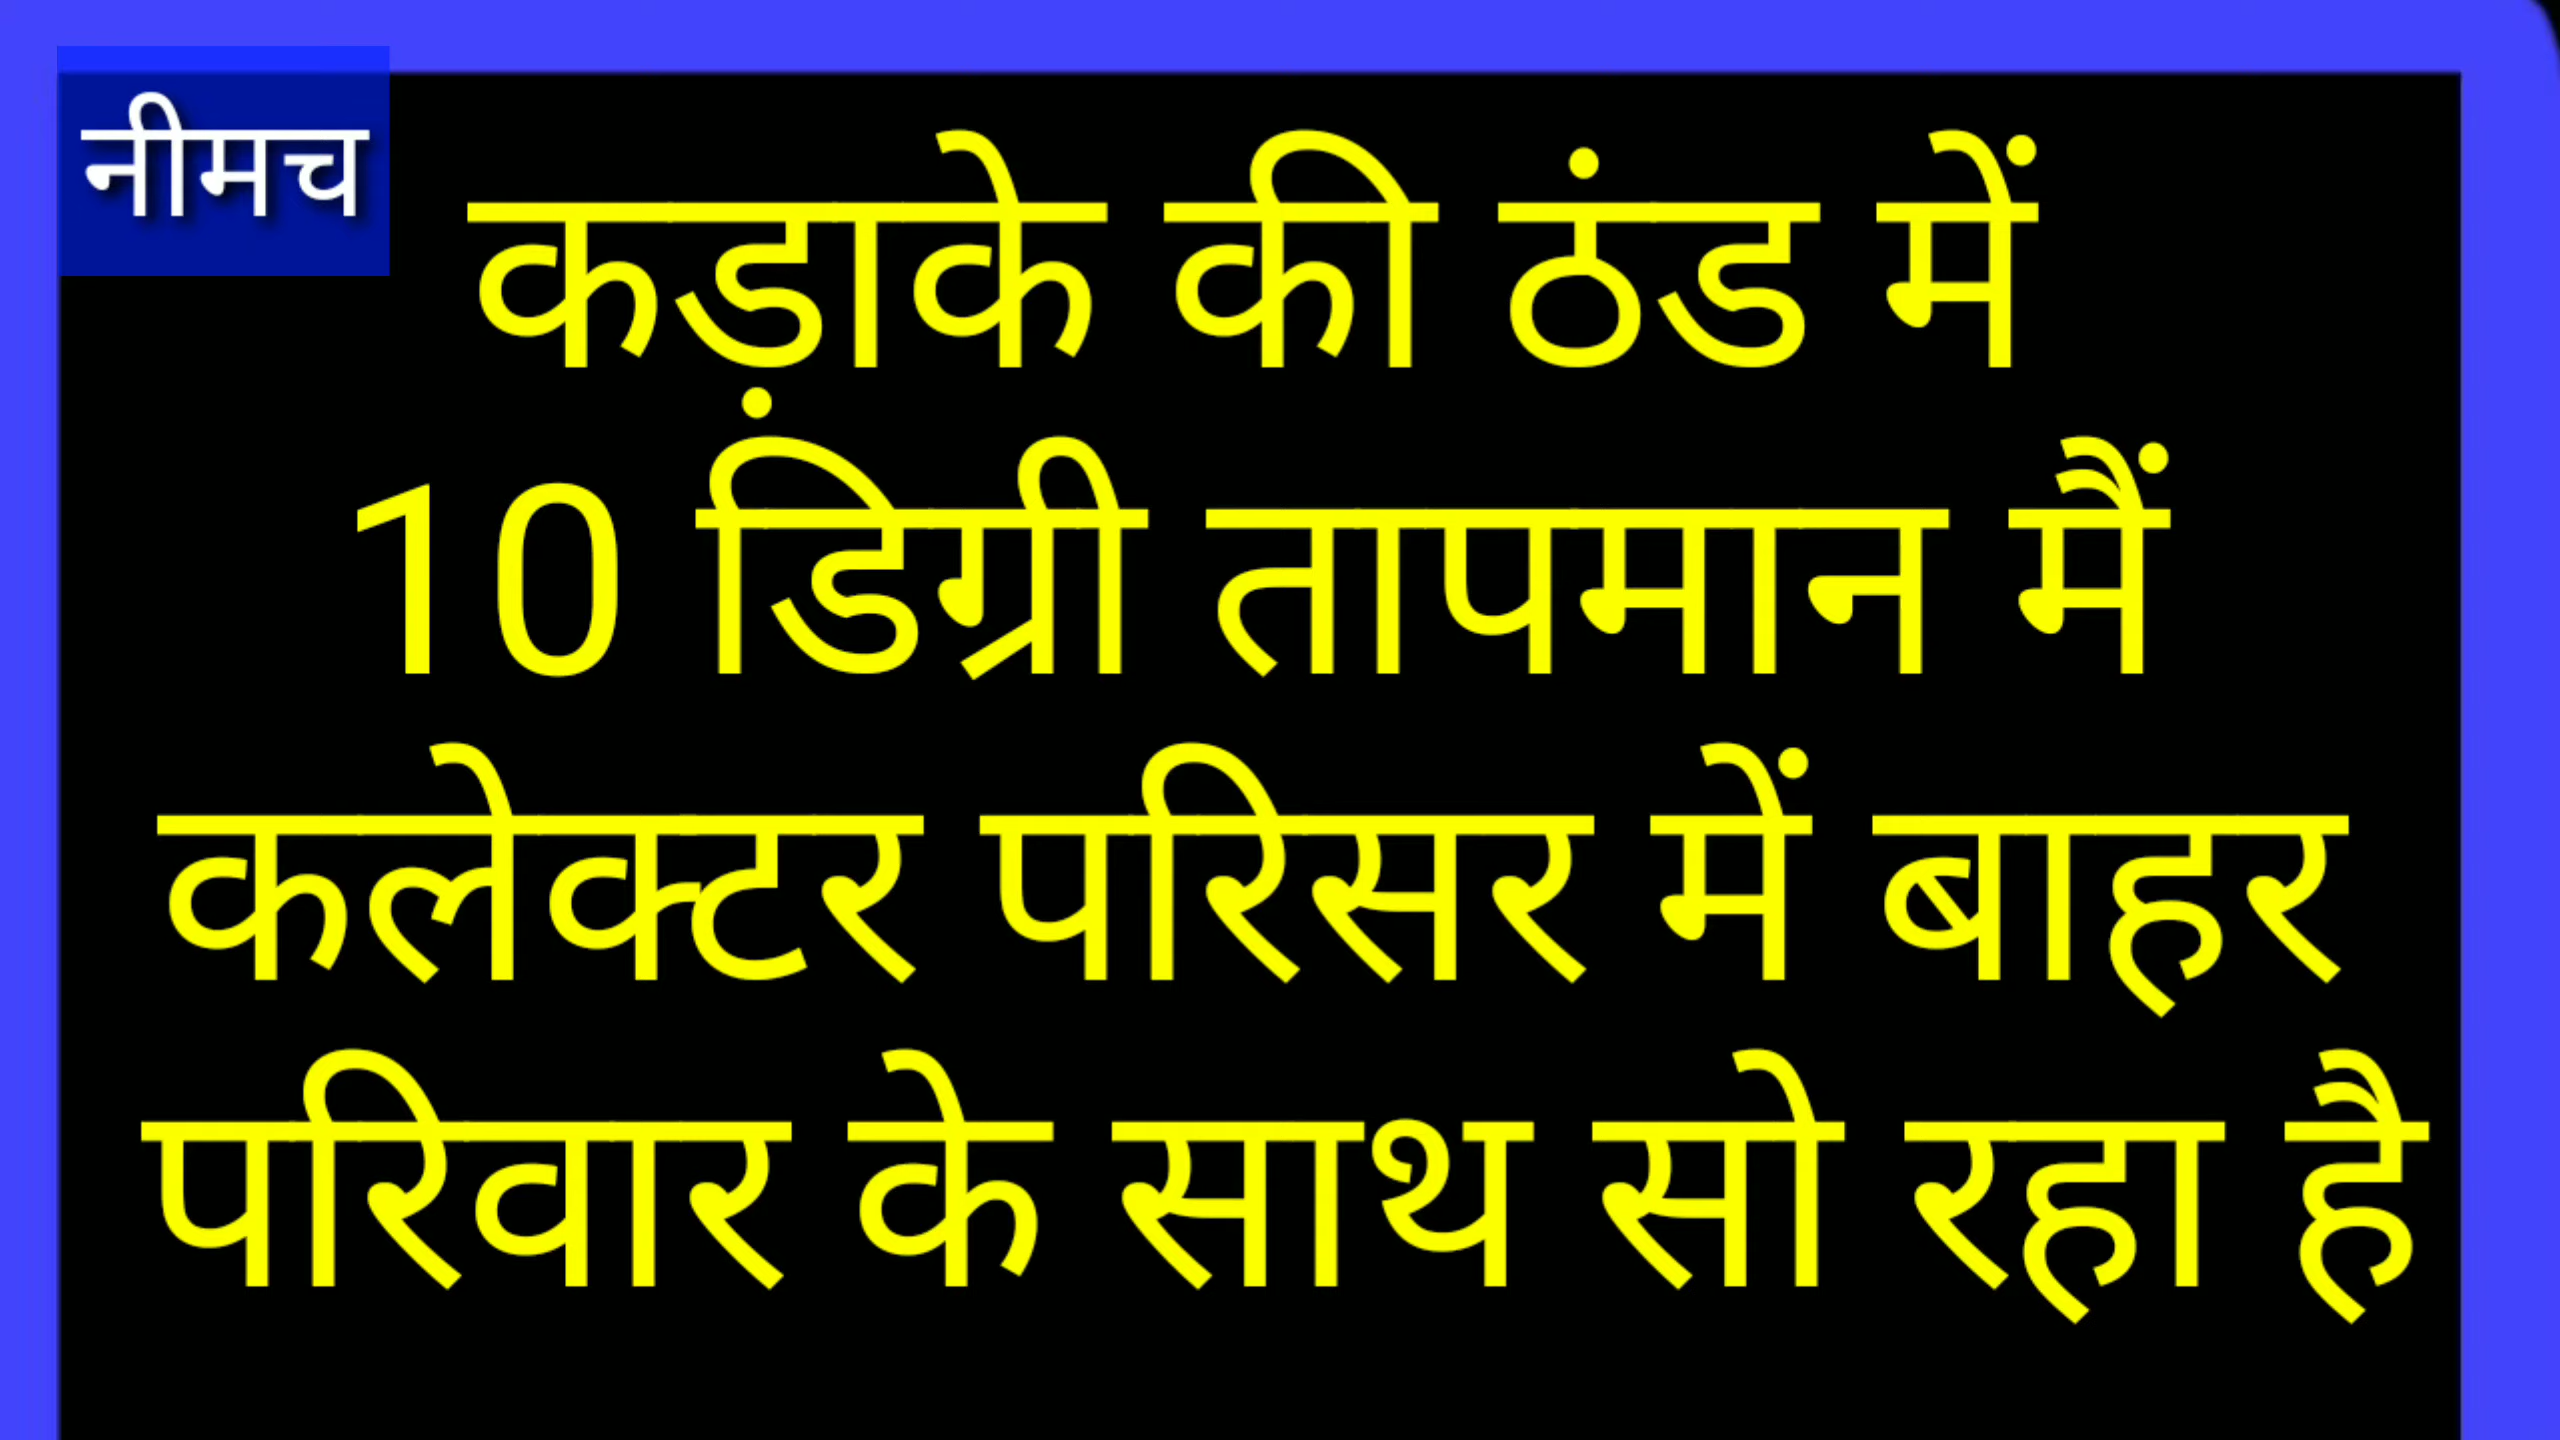 नीमच
कड़ाके की ठंड में
10 डिंग्री तापमान मैं
कलेक्टर परिसर में बाहर
परिवार के साथ सो रहा है